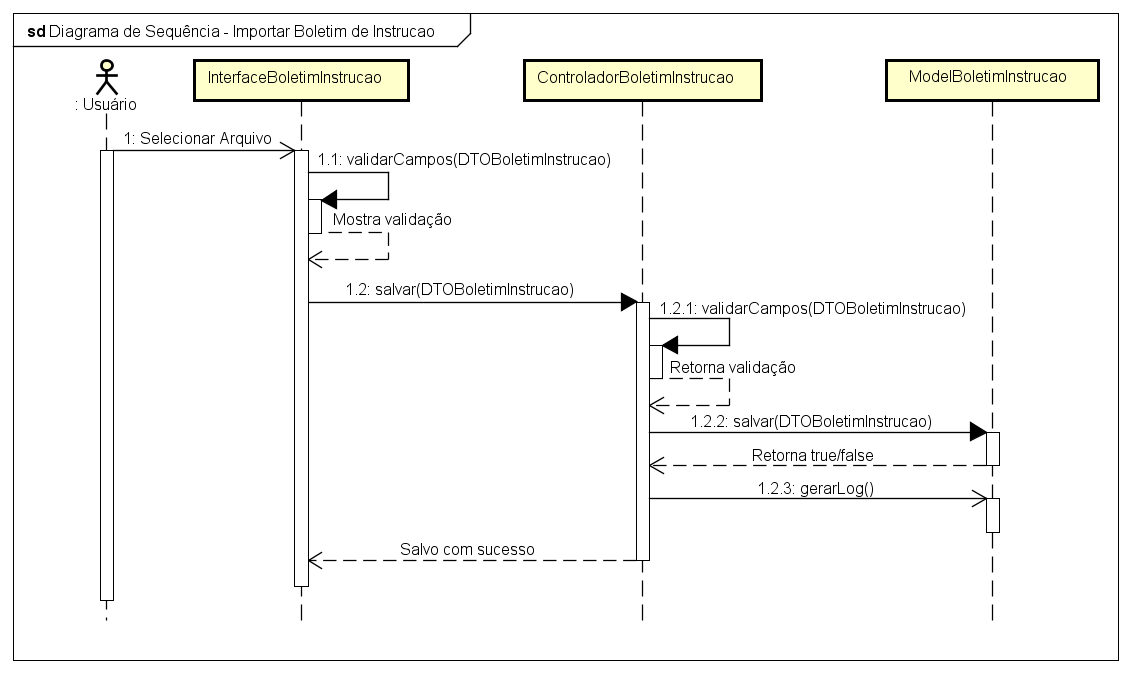 sd Diagrama de Sequência - Importar Boletim de Instrucao
: Usuário
InterfaceBoletimInstrucao
ControladorBoletimInstrucao
ModelBoletimInstrucao
1: Selecionar Arquivo
1.1: validarCampos(DTOBoletimInstrucao)
Mostra validação
1.2: salvar(DTOBoletimInstrucao)
1.2.1: validarCampos(DTOBoletimInstrucao)
Retorna validação
1.2.2: salvar(DTOBoletimInstrucao)
Retorna true/false
1.2.3: gerarLog()
Salvo com sucesso